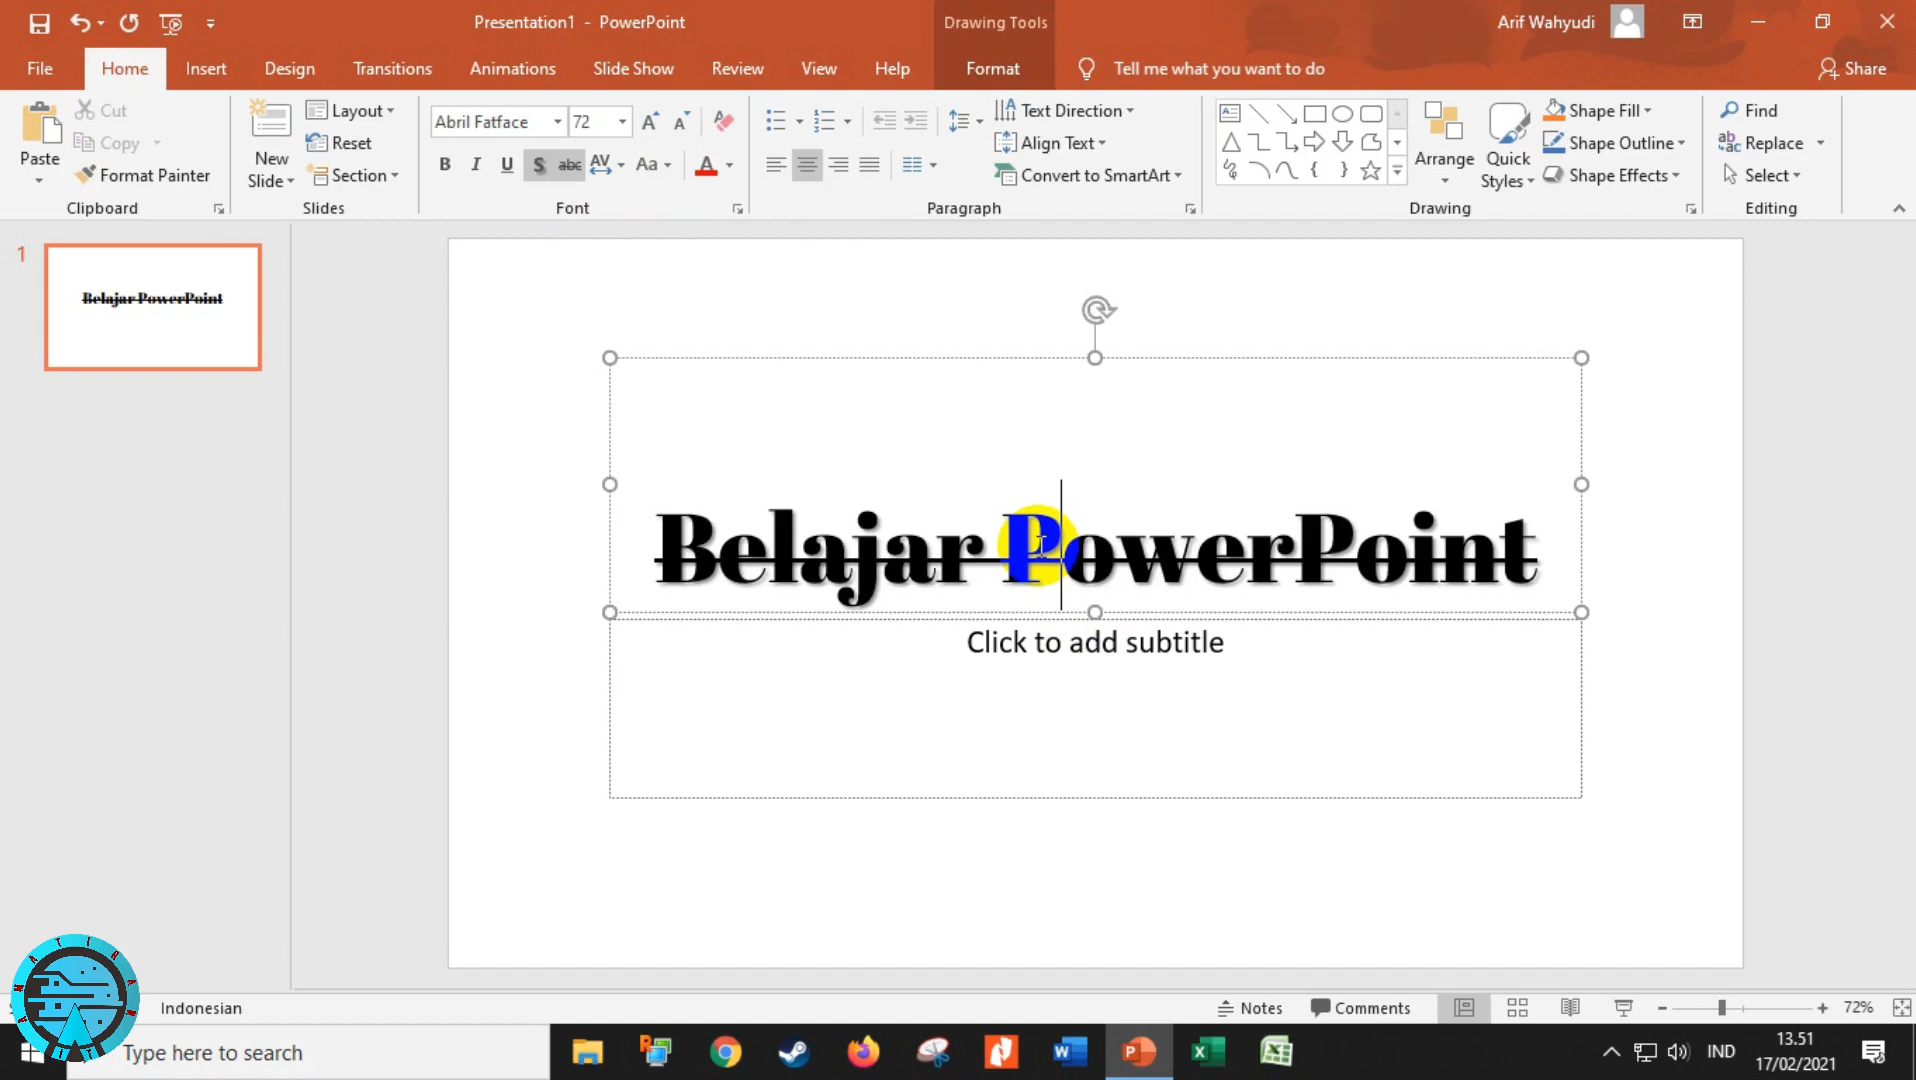 Presentation1 - PowerPoint
Drawing Tools
Arif Wahyudi
File
Home
Insert
Design
Transitions
Animations
Slide Show
Review
View
Help
Format
Tell me what you want to do
Share
Paste
Cut
Copy
Format Painter
Clipboard
New
Slide
Layout
Reset
Section
Slides
Abril Fatface
72
B I U S abc AV Aa A
Font
Text Direction
Align Text
Convert to SmartArt
Paragraph
Arrange
Quick
Styles
Shape Fill
Shape Outline
Shape Effects
Drawing
Find
Replace
Select
Editing
1
Belajar PowerPoint
Belajar PowerPoint
Click to add subtitle
Indonesian
Notes
Comments
72%
Type here to search
IND
13.51
17/02/2021